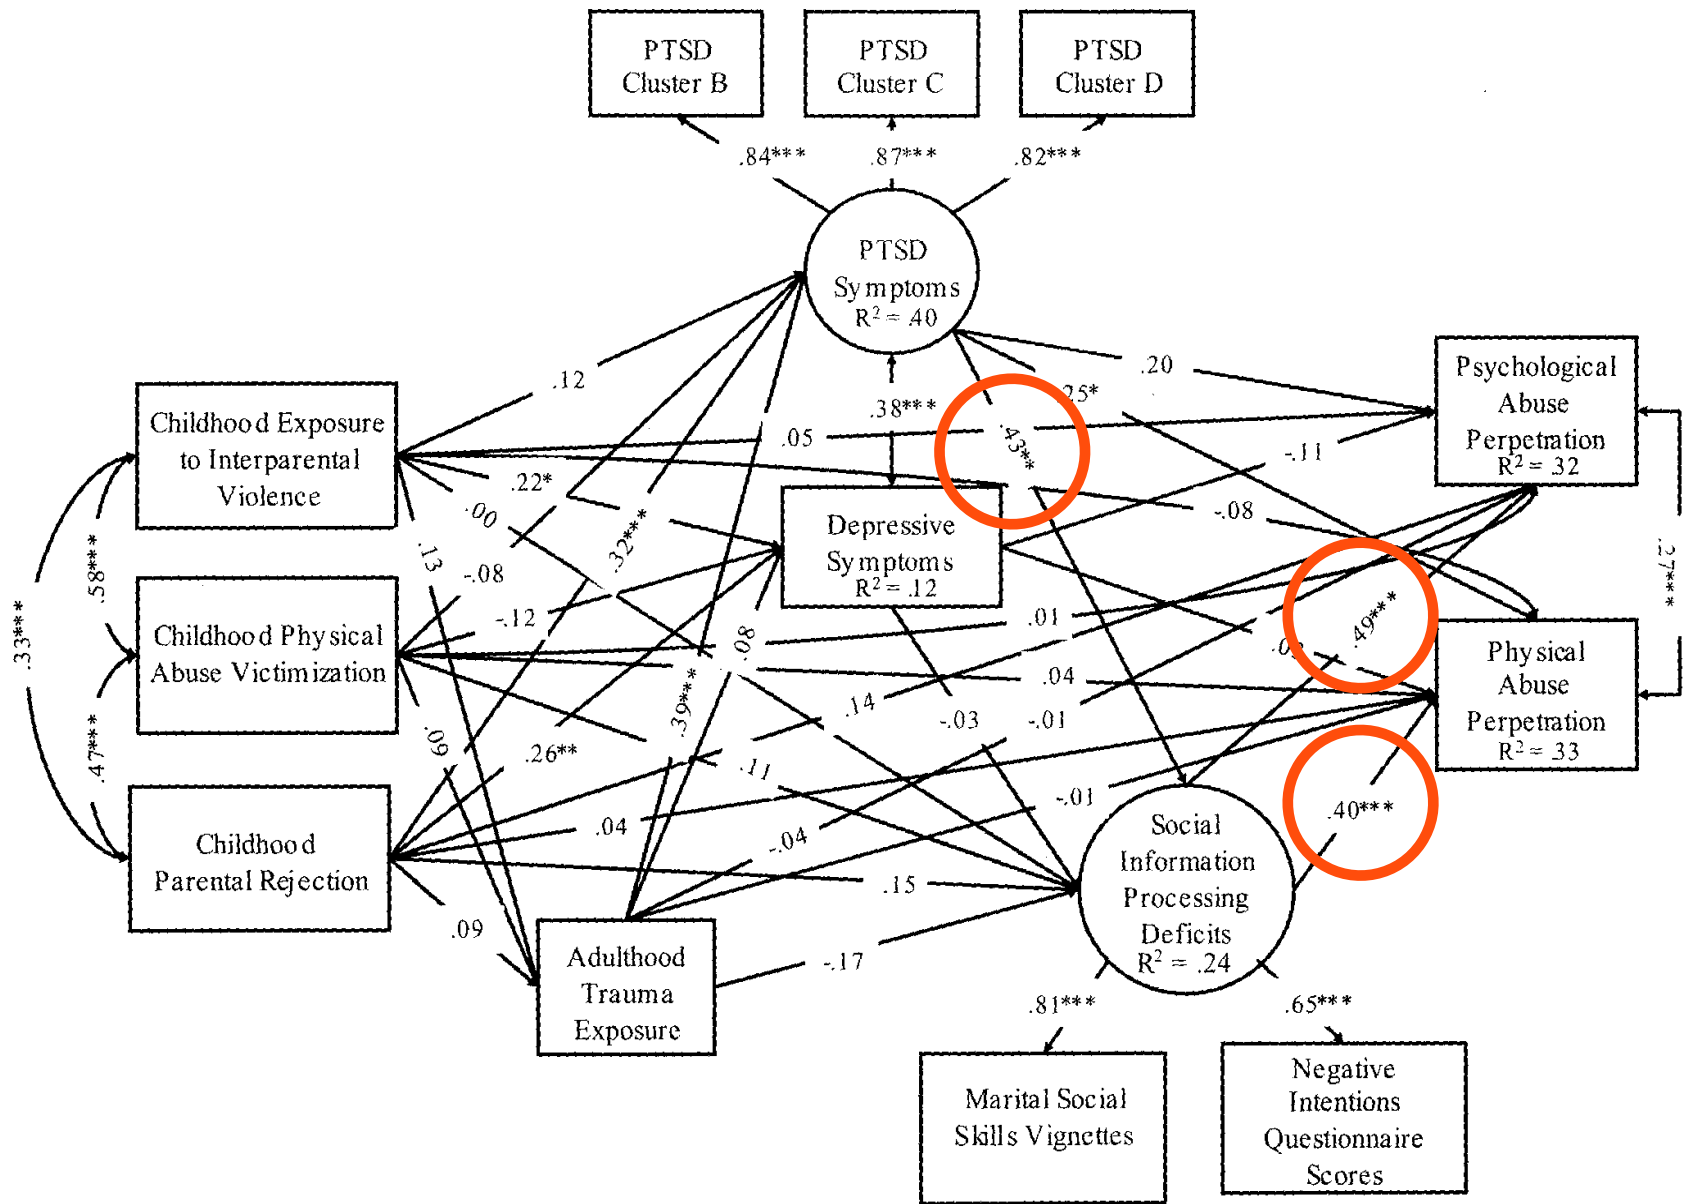 PTSD
Cluster B
PTSD
Cluster C
PTSD
Cluster D
.84***
.87***
.82***
PTSD
Symptoms
R² = .40
.12
.38***
.43**
.25*
.20
.05
.22*
.00
-.11
-.08
Childhood Exposure
to Interparental
Violence
Psychological
Abuse
Perpetration
R² = .32
Depressive
Symptoms
R² = .12
.13
-.08
.32***
-.12
.58***
.33***
.47***
.27***
.49***
Childhood Physical
Abuse Victimization
.01
.04
.08
.39***
Physical
Abuse
Perpetration
R² = .33
.14
-.03
-.01
.09
.26**
.11
-.01
.40***
.04
-.04
Childhood
Parental Rejection
.15
.09
-.17
Social
Information
Processing
Deficits
R² = .24
Adulthood
Trauma
Exposure
.81***
.65***
Marital Social
Skills Vignettes
Negative
Intentions
Questionnaire
Scores